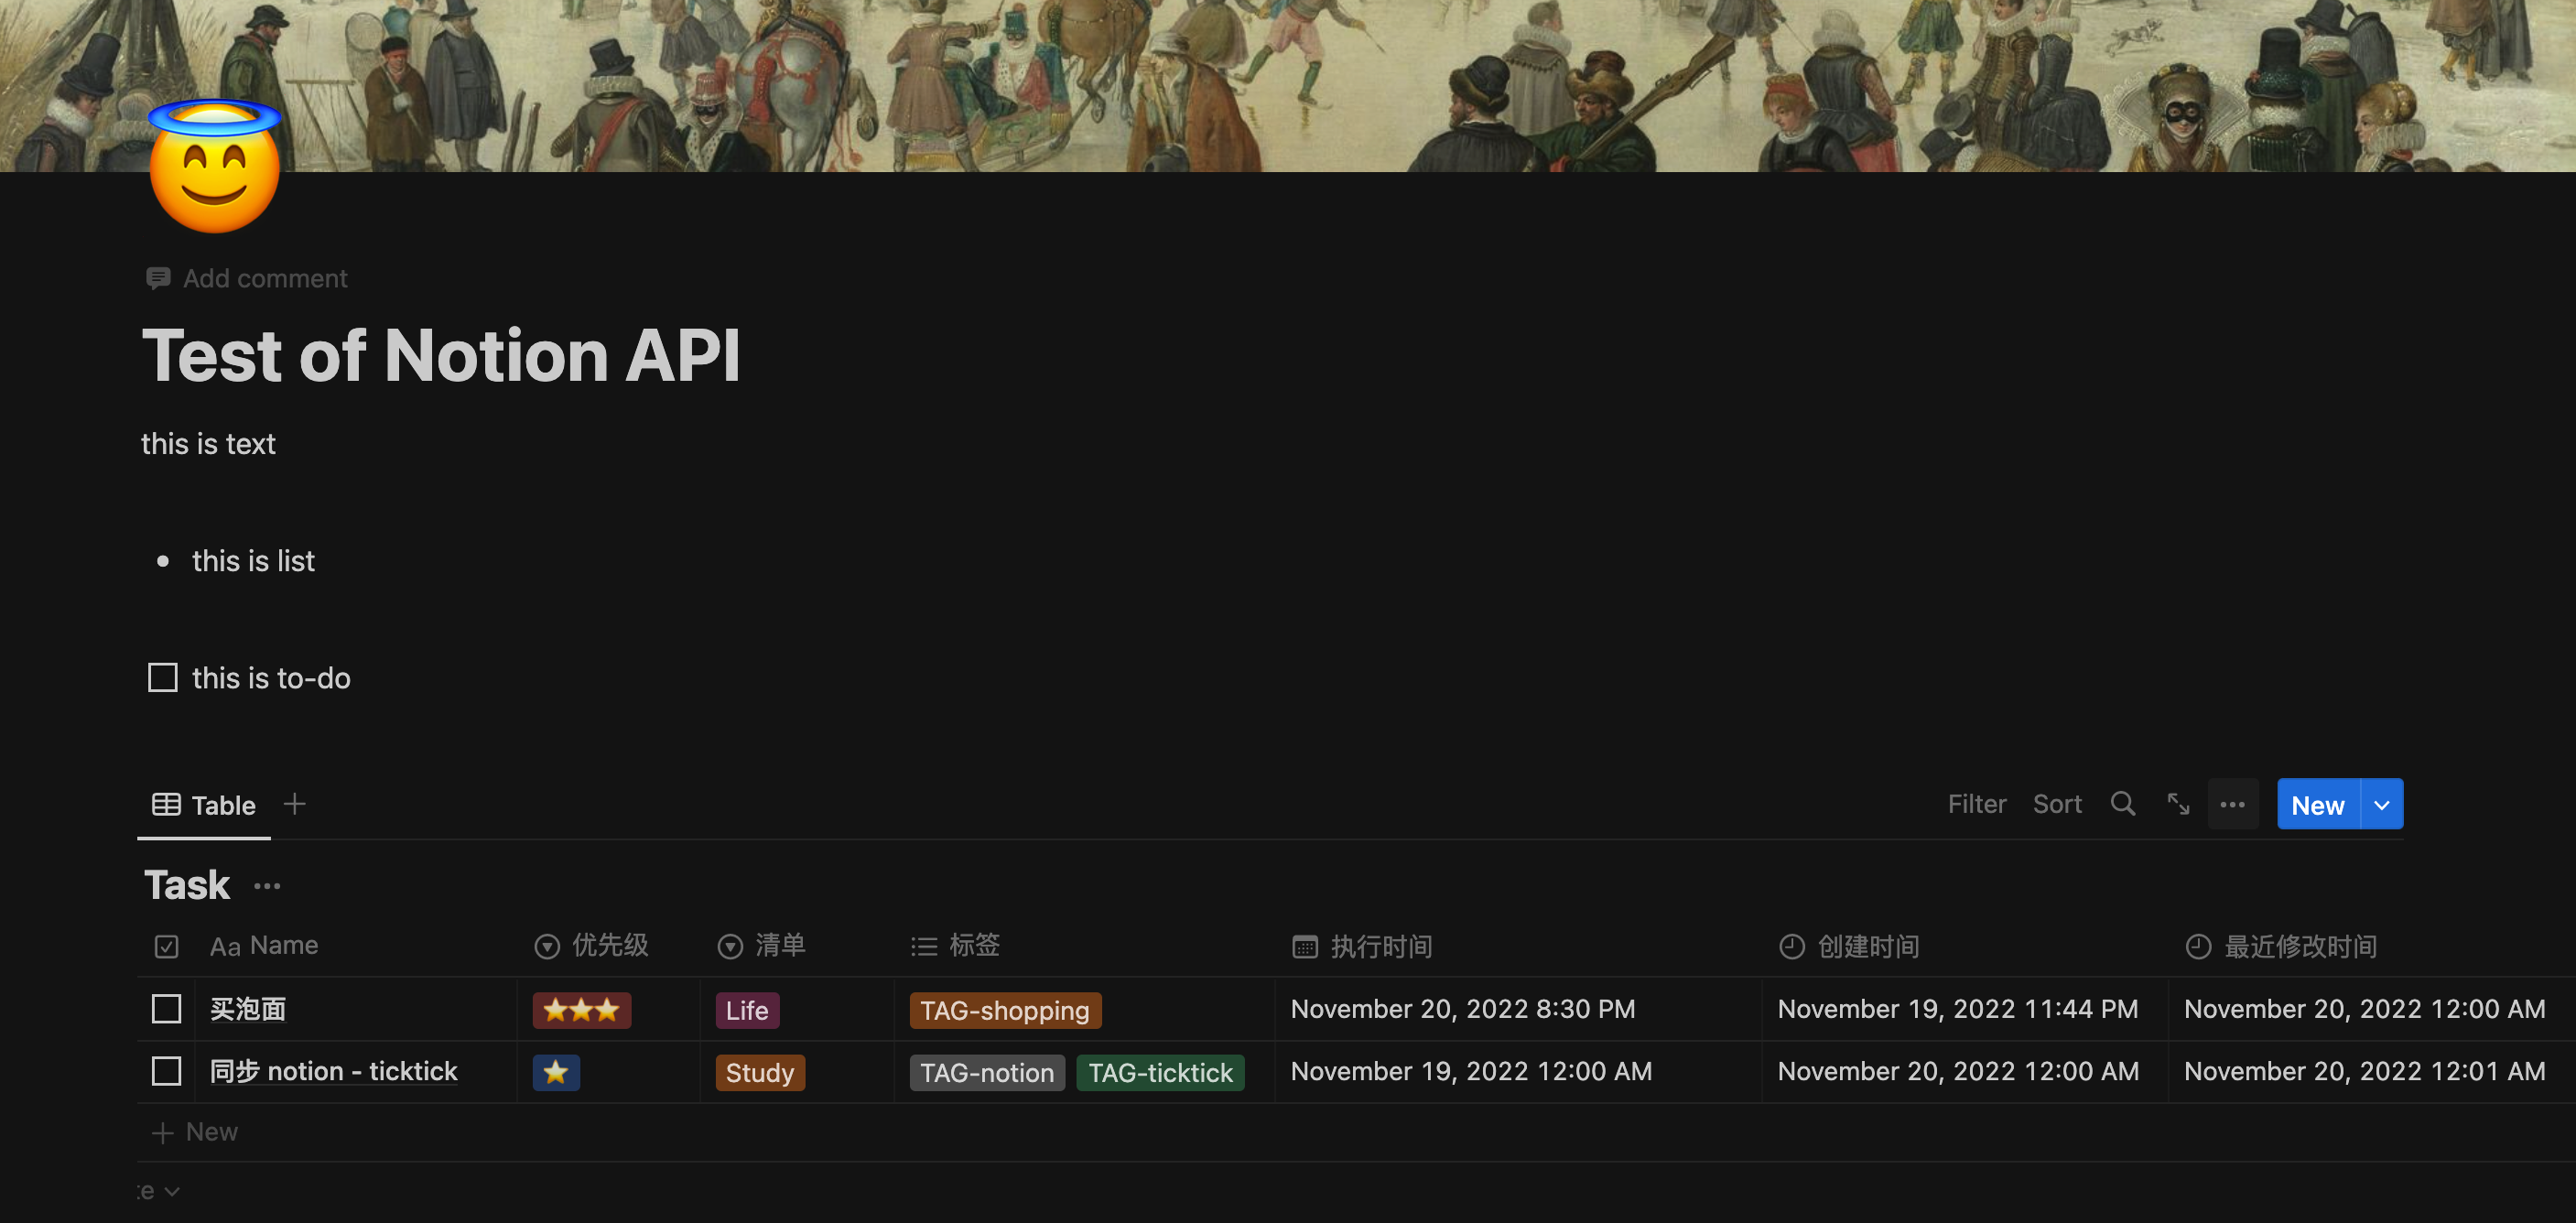 Add comment
Test of Notion API
this is text
this is list
this is to-do
Table
Filter Sort New
Task
Aa Name 优先级 清单 标签 执行时间 创建时间 最近修改时间
买泡面 ⭐⭐⭐ Life TAG-shopping November 20, 2022 8:30 PM November 19, 2022 11:44 PM November 20, 2022 12:00 AM
同步 notion - ticktick ⭐ Study TAG-notion TAG-ticktick November 19, 2022 12:00 AM November 20, 2022 12:00 AM November 20, 2022 12:01 AM
New